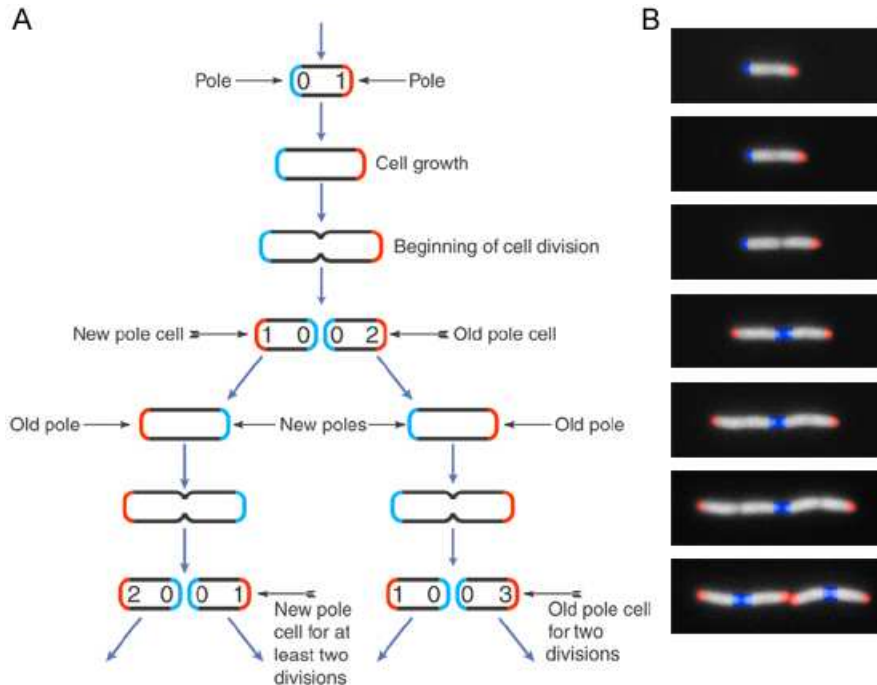 A
B
Pole
0 1
Pole
Cell growth
Beginning of cell division
New pole cell
1 0 0 2
Old pole cell
Old pole
New poles
Old pole
2 0 0 1
New pole
cell for at
least two
divisions
1 0 0 3
Old pole cell
for two
divisions